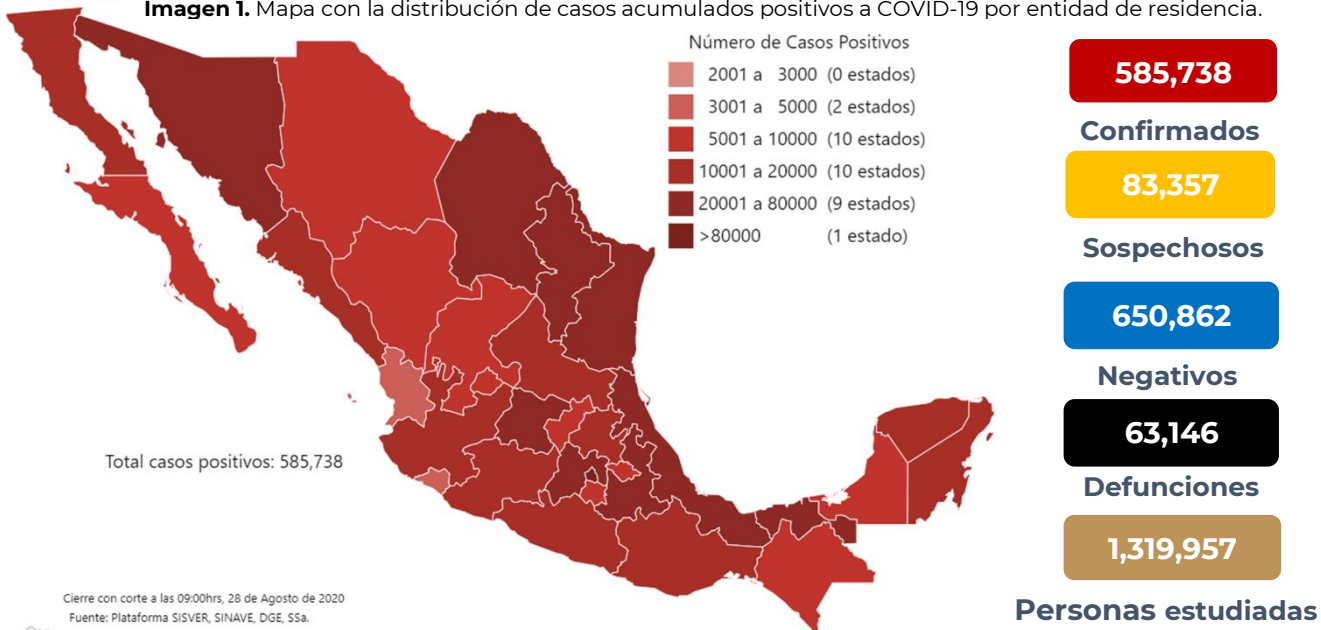 Imagen 1. Mapa con la distribución de casos acumulados positivos a COVID-19 por entidad de residencia.
Número de Casos Positivos
2001 a 3000 (0 estados)
3001 a 5000 (2 estados)
5001 a 10000 (10 estados)
10001 a 20000 (10 estados)
20001 a 80000 (9 estados)
>80000 (1 estado)
585,738
Confirmados
83,357
Sospechosos
650,862
Negativos
63,146
Defunciones
1,319,957
Personas estudiadas
Total casos positivos: 585,738
Cierre con corte a las 09:00hrs, 28 de Agosto de 2020
Fuente: Plataforma SISVER, SINAVE, DGE, SSa.